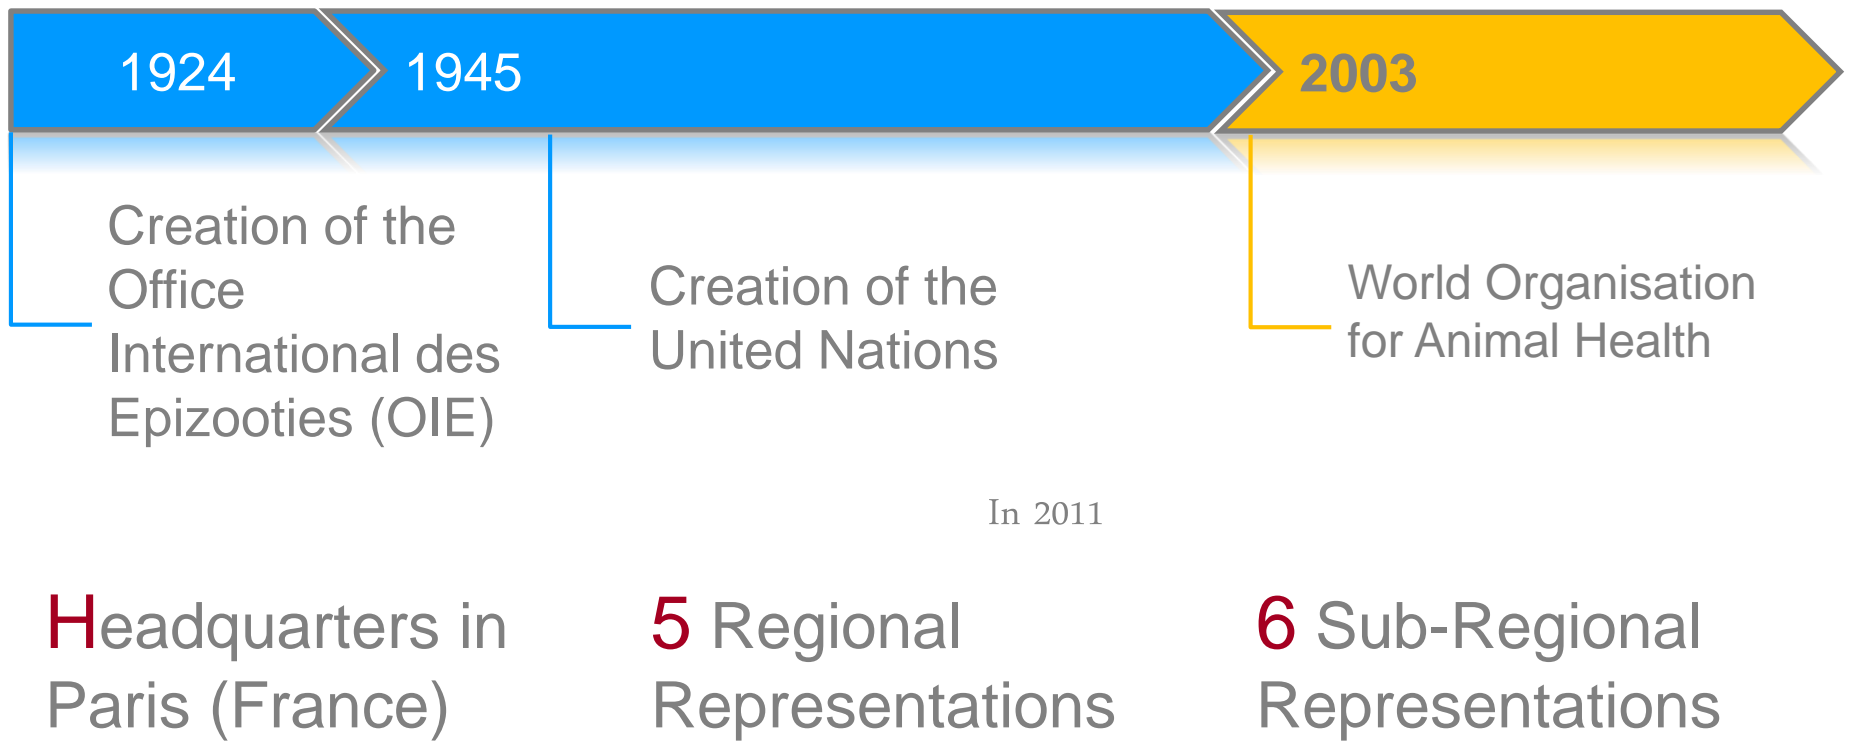 1924
1945
2003
Creation of the
Office
International des
Epizooties (OIE)
Creation of the
United Nations
World Organisation
for Animal Health
In 2011
Headquarters in
Paris (France)
5 Regional
Representations
6 Sub-Regional
Representations